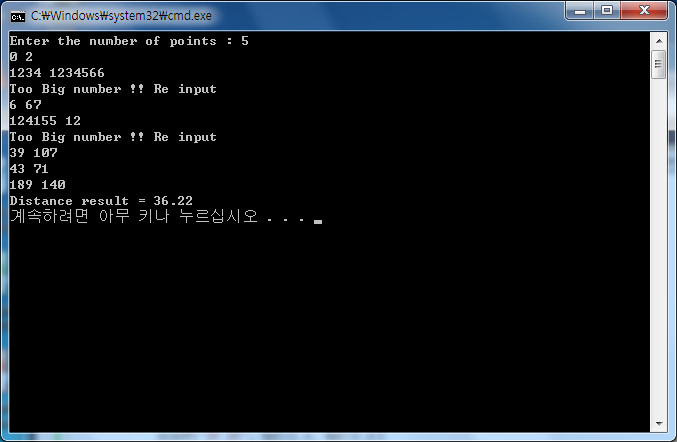 C:₩Windows₩system32₩cmd.exe
Enter the number of points : 5
0 2
1234 1234566
Too Big number !! Re input
6 67
124155 12
Too Big number !! Re input
39 107
43 71
189 140
Distance result = 36.22
계속하려면 아무 키나 누르십시오 . . .